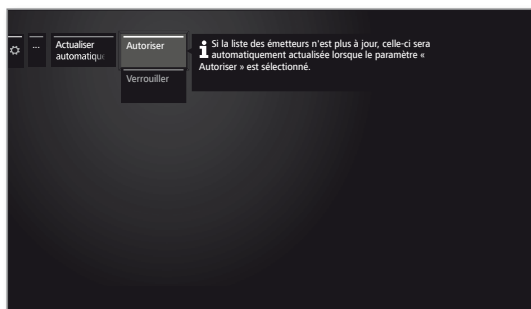 ...
Actualiser
automatiqu
Autoriser
Verrouiller
Si la liste des émetteurs n'est plus à jour, celle-ci sera
automatiquement actualisée lorsque le paramètre «
Autoriser » est sélectionné.